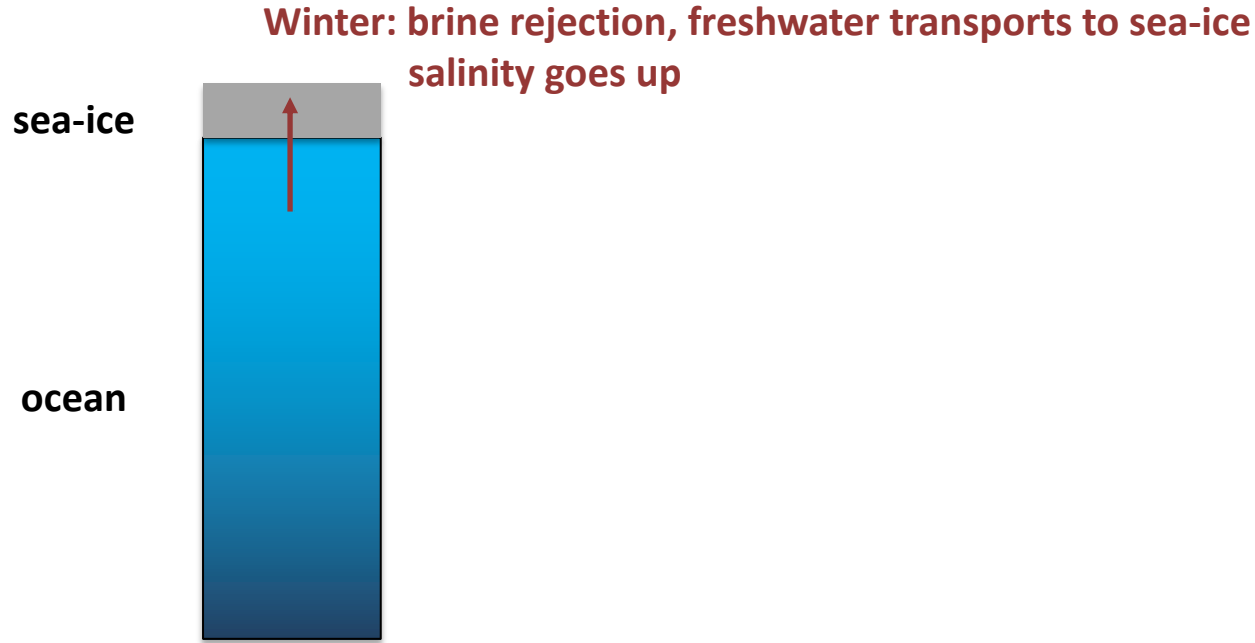 Winter: brine rejection, freshwater transports to sea-ice
salinity goes up
sea-ice
ocean